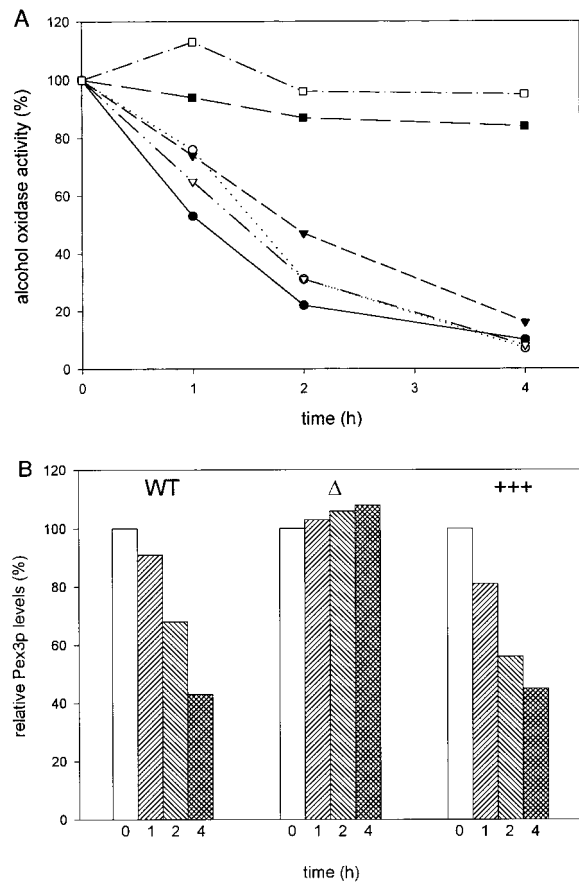 A
120
100
80
60
40
20
0
alcohol oxidase activity (%)
0 1 2 3 4
time (h)
B
120
100
80
60
40
20
0
relative Pex3p levels (%)
WT Δ +++
0 1 2 4 0 1 2 4 0 1 2 4
time (h)